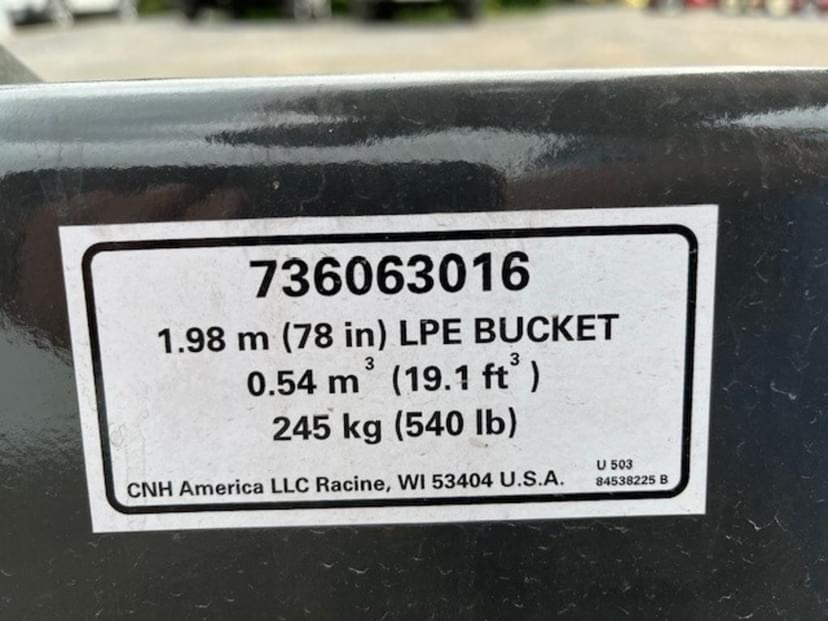 736063016
1.98 m (78 in) LPE BUCKET
0.54 m³ (19.1 ft³ )
245 kg (540 lb)
CNH America LLC Racine, WI 53404 U.S.A.
U 503
84538225 B